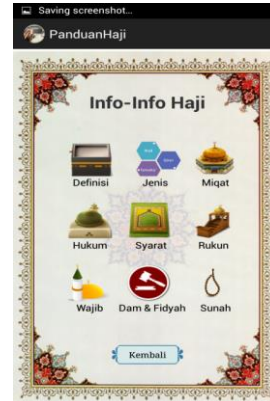 Saving screenshot...
PanduanHaji
Info-Info Haji
Definisi Jenis Miqat
Hukum Syarat Rukun
Wajib Dam & Fidyah Sunah
Kembali